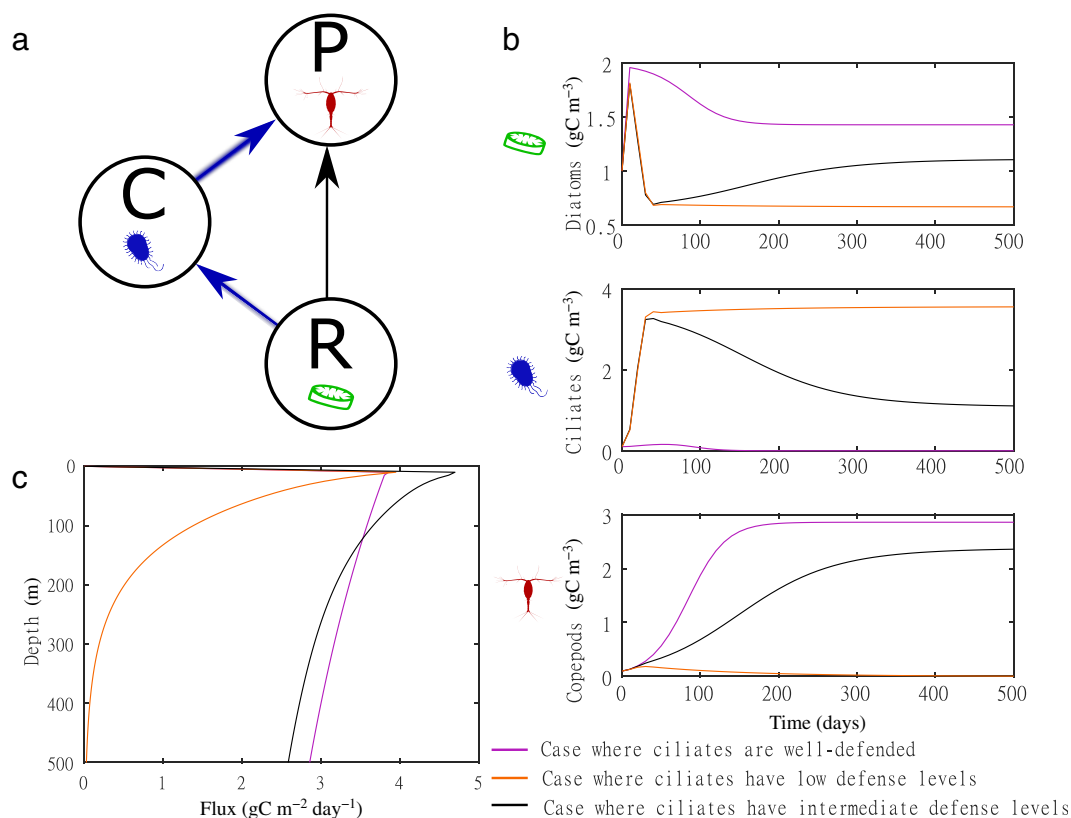 a
P
C
R
b
2
1.5
1
0.5
Diatoms (gC m⁻³)
0
100
200
300
400
500
4
2
0
Ciliates (gC m⁻³)
0
100
200
300
400
500
3
2
1
0
Copepods (gC m⁻³)
0
100
200
300
400
500
Time (days)
c
0
100
200
300
400
500
Depth (m)
0
1
2
3
4
5
Flux (gC m⁻² day⁻¹)
Case where ciliates are well-defended
Case where ciliates have low defense levels
Case where ciliates have intermediate defense levels